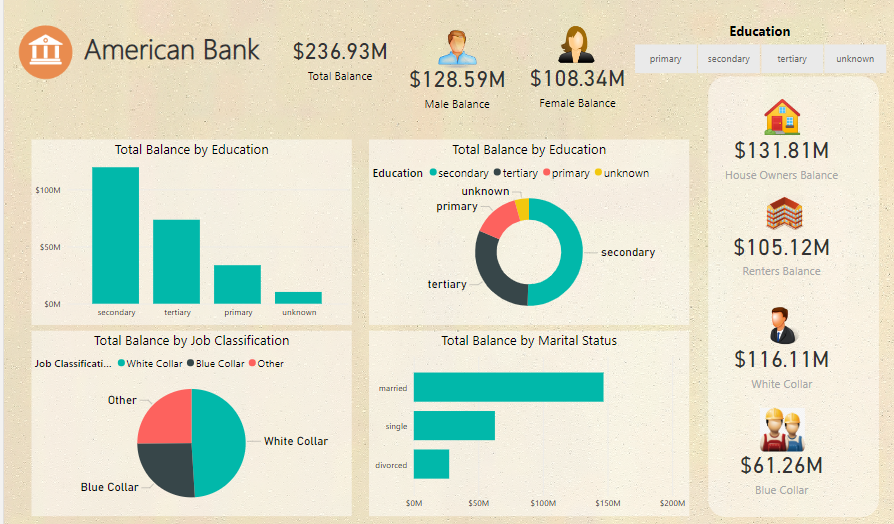 American Bank
$236.93M
Total Balance
$128.59M
Male Balance
$108.34M
Female Balance
Education
primary secondary tertiary unknown
Total Balance by Education
$100M
$50M
$0M
secondary tertiary primary unknown
Total Balance by Education
Education secondary tertiary primary unknown
unknown
primary
secondary
tertiary
$131.81M
House Owners Balance
$105.12M
Renters Balance
$116.11M
White Collar
$61.26M
Blue Collar
Total Balance by Job Classification
Job Classificati... White Collar Blue Collar Other
Other
White Collar
Blue Collar
Total Balance by Marital Status
married
single
divorced
$0M $50M $100M $150M $200M